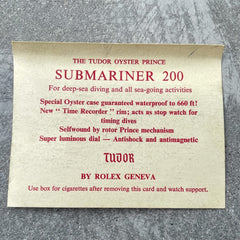 THE TUDOR OYSTER PRINCE
SUBMARINER 200
For deep-sea diving and all sea-going activities
Special Oyster case guaranteed waterproof to 660 ft!
New “ Time Recorder ” rim; acts as stop watch for
timing dives
Selfwound by rotor Prince mechanism
Super luminous dial — Antishock and antimagnetic
TUDOR
BY ROLEX GENEVA
Use box for cigarettes after removing this card and watch support.